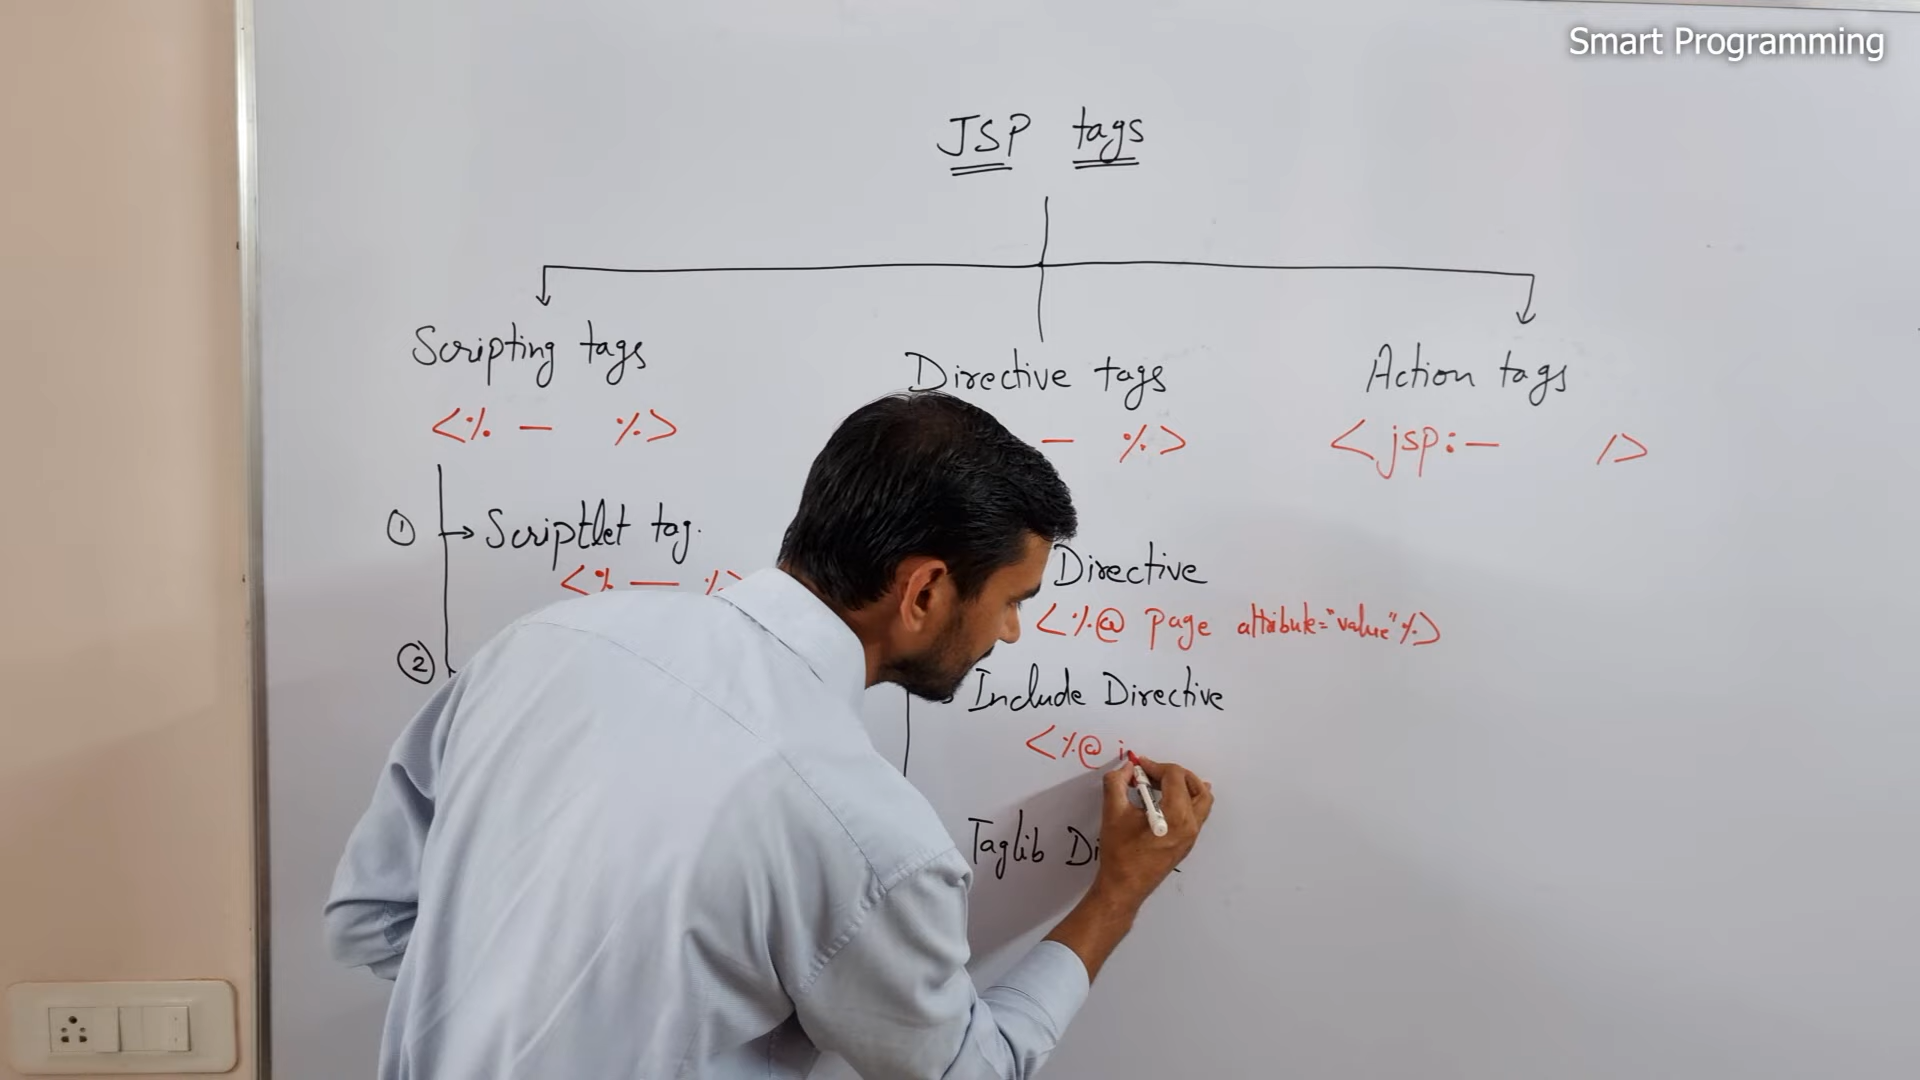 Smart Programming
JSP tags
Scripting tags
<% — %>
① Scriptlet tag.
<% — %>
②
Directive tags
— %>
Directive
<%@ page attribute="value"%>
Include Directive
<%@ i
Taglib Di
Action tags
<jsp:— />